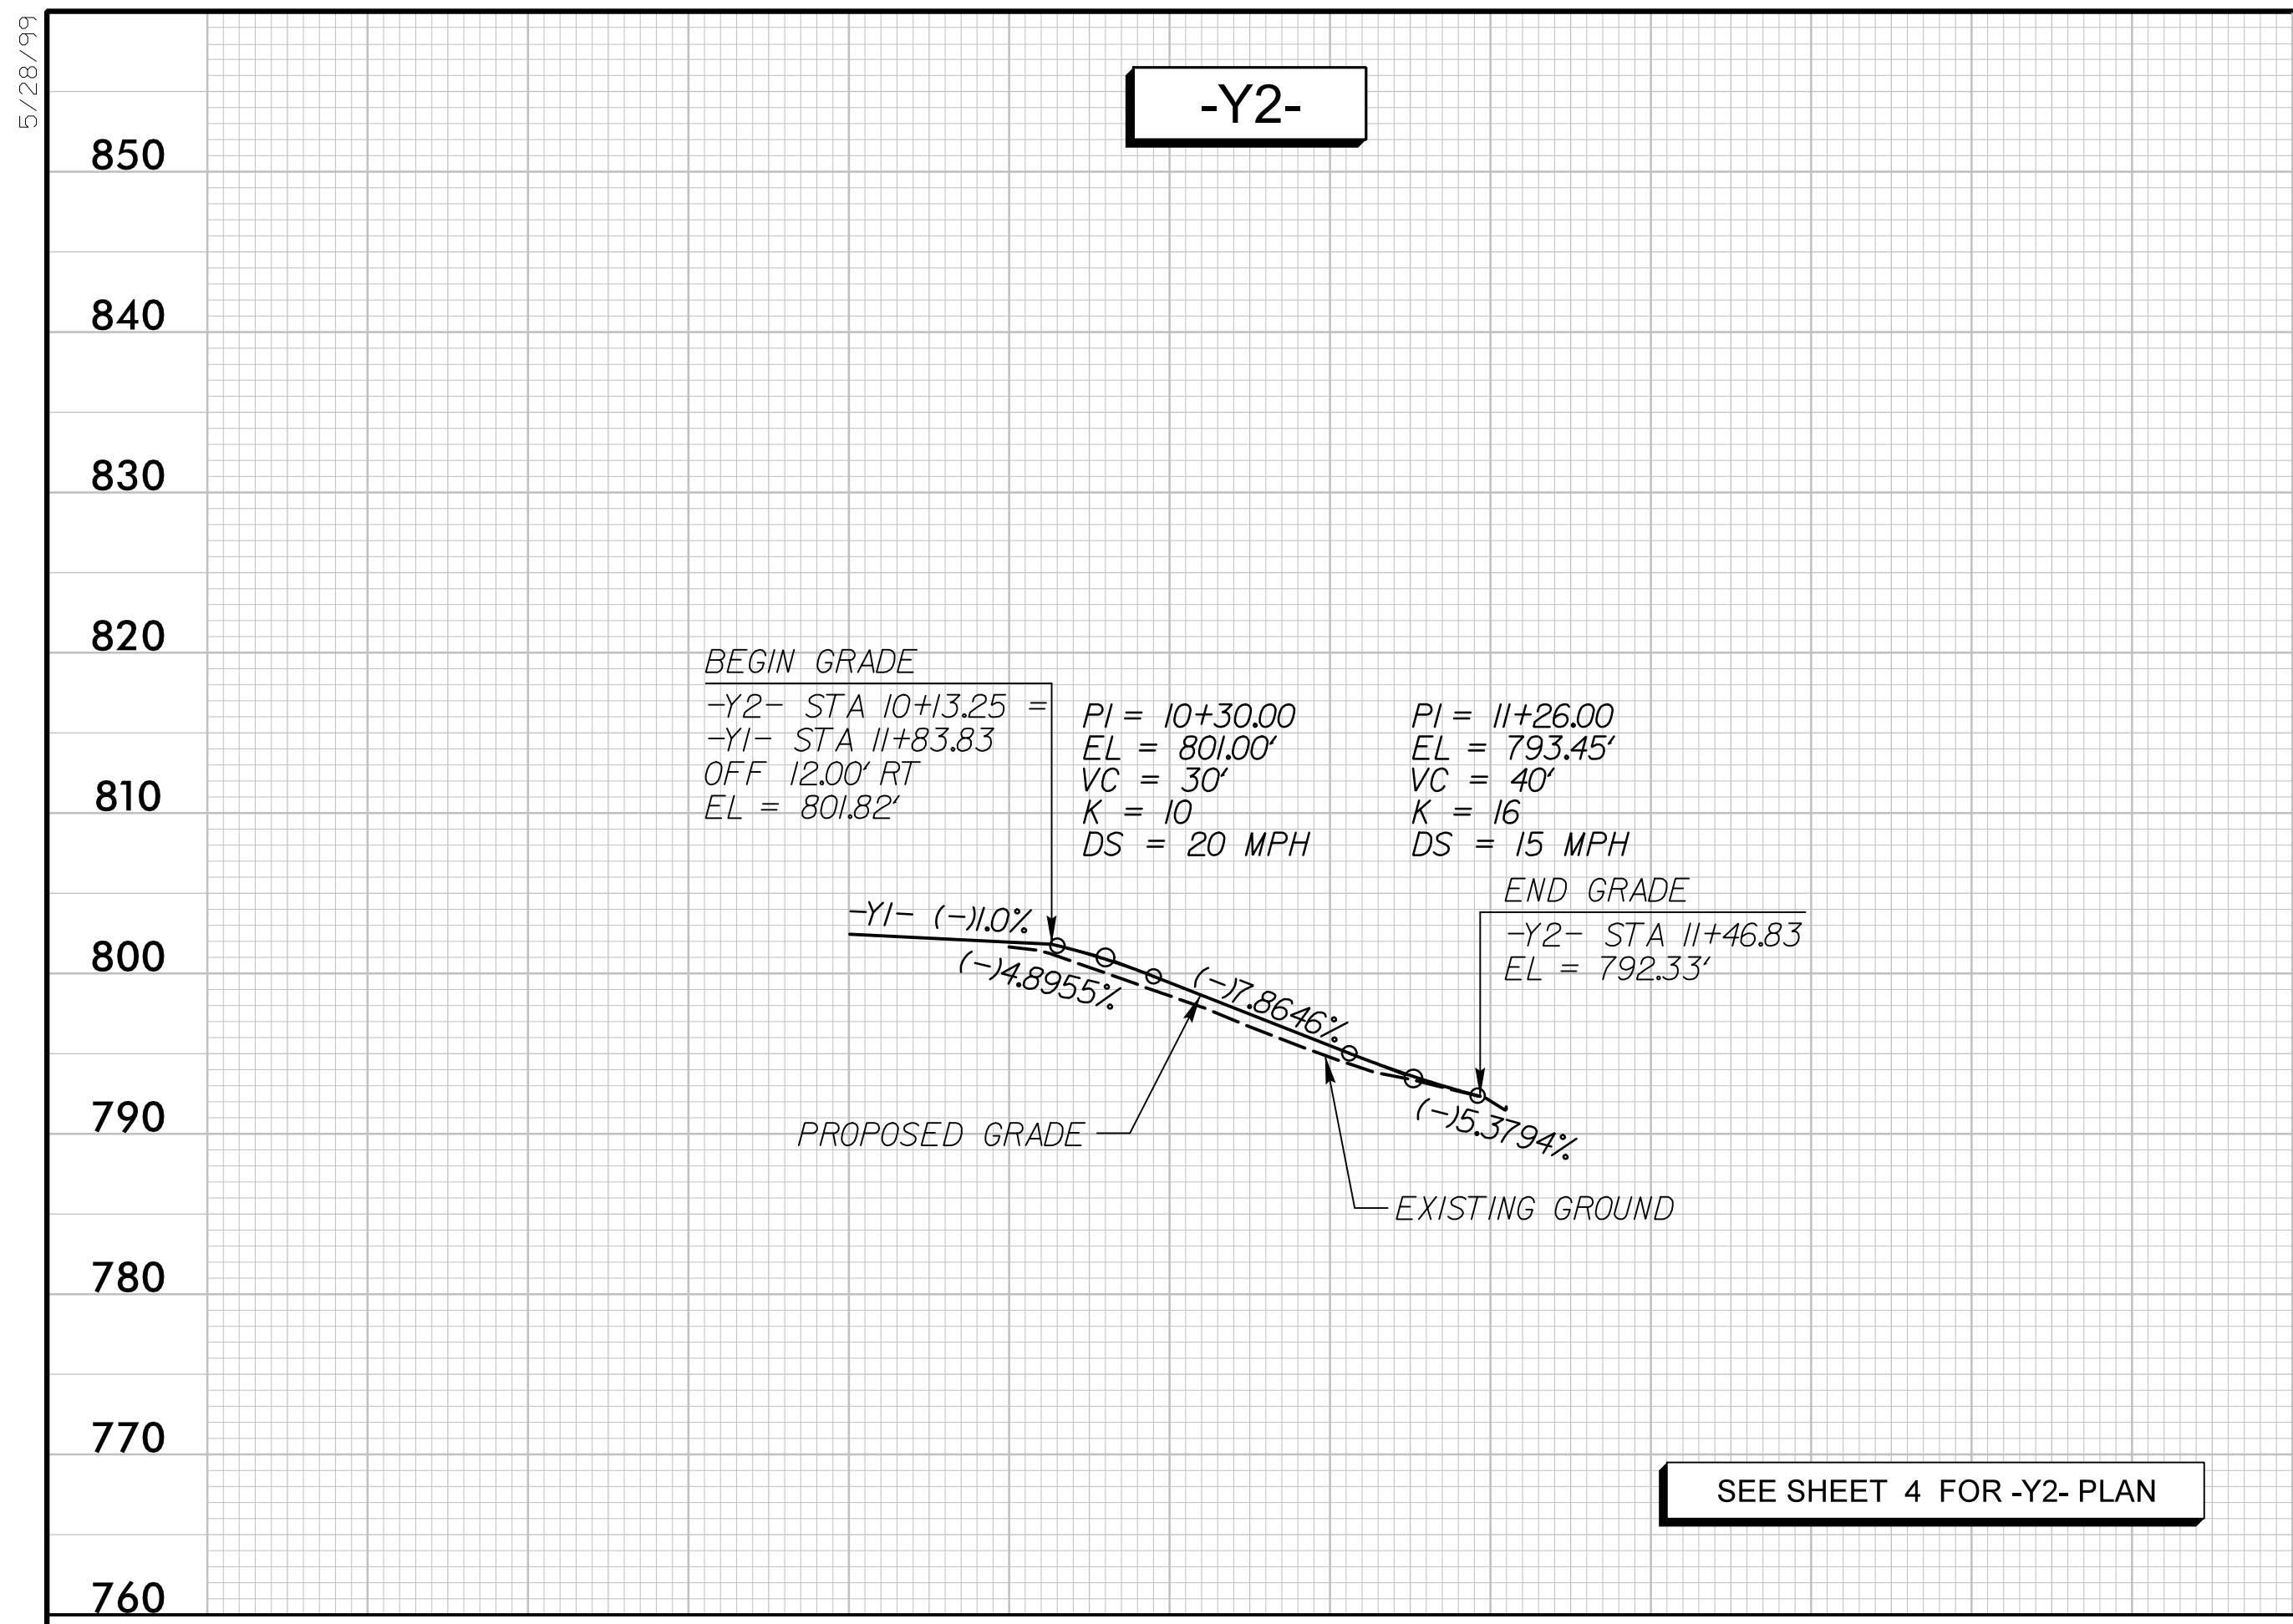 5/28/99
-Y2-
850
840
830
820
810
800
790
780
770
760
BEGIN GRADE
-Y2- STA 10+13.25 =
-Y1- STA 11+83.83
OFF 12.00' RT
EL = 801.82'
PI = 10+30.00
EL = 801.00'
VC = 30'
K = 10
DS = 20 MPH
PI = 11+26.00
EL = 793.45'
VC = 40'
K = 16
DS = 15 MPH
END GRADE
-Y2- STA 11+46.83
EL = 792.33'
-Y1- (-)1.0%
(-)4.8955%
(-)7.8646%
(-)5.3794%
PROPOSED GRADE
EXISTING GROUND
SEE SHEET 4 FOR -Y2- PLAN